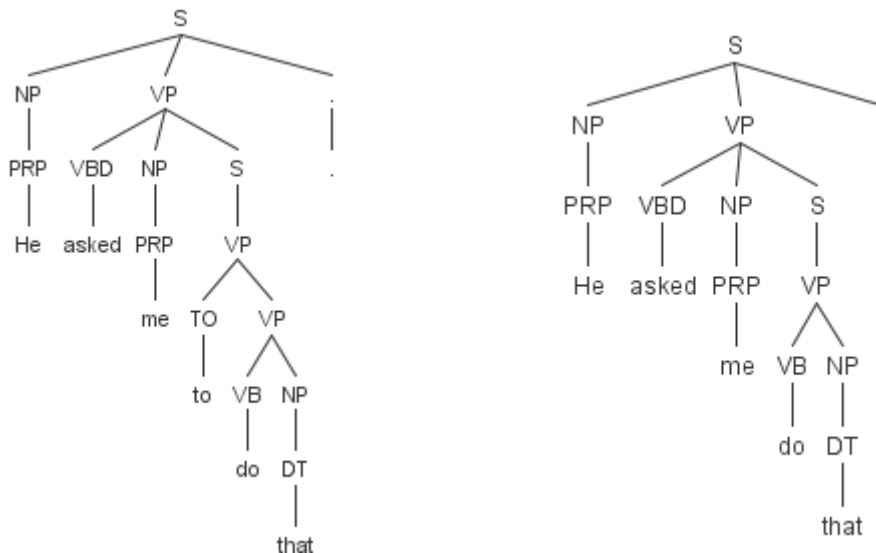 S
NP VP .
PRP VBD NP S .
He asked PRP VP
me TO VP
to VB NP
do DT
that
S
NP VP
PRP VBD NP S
He asked PRP VP
me VB NP
do DT
that